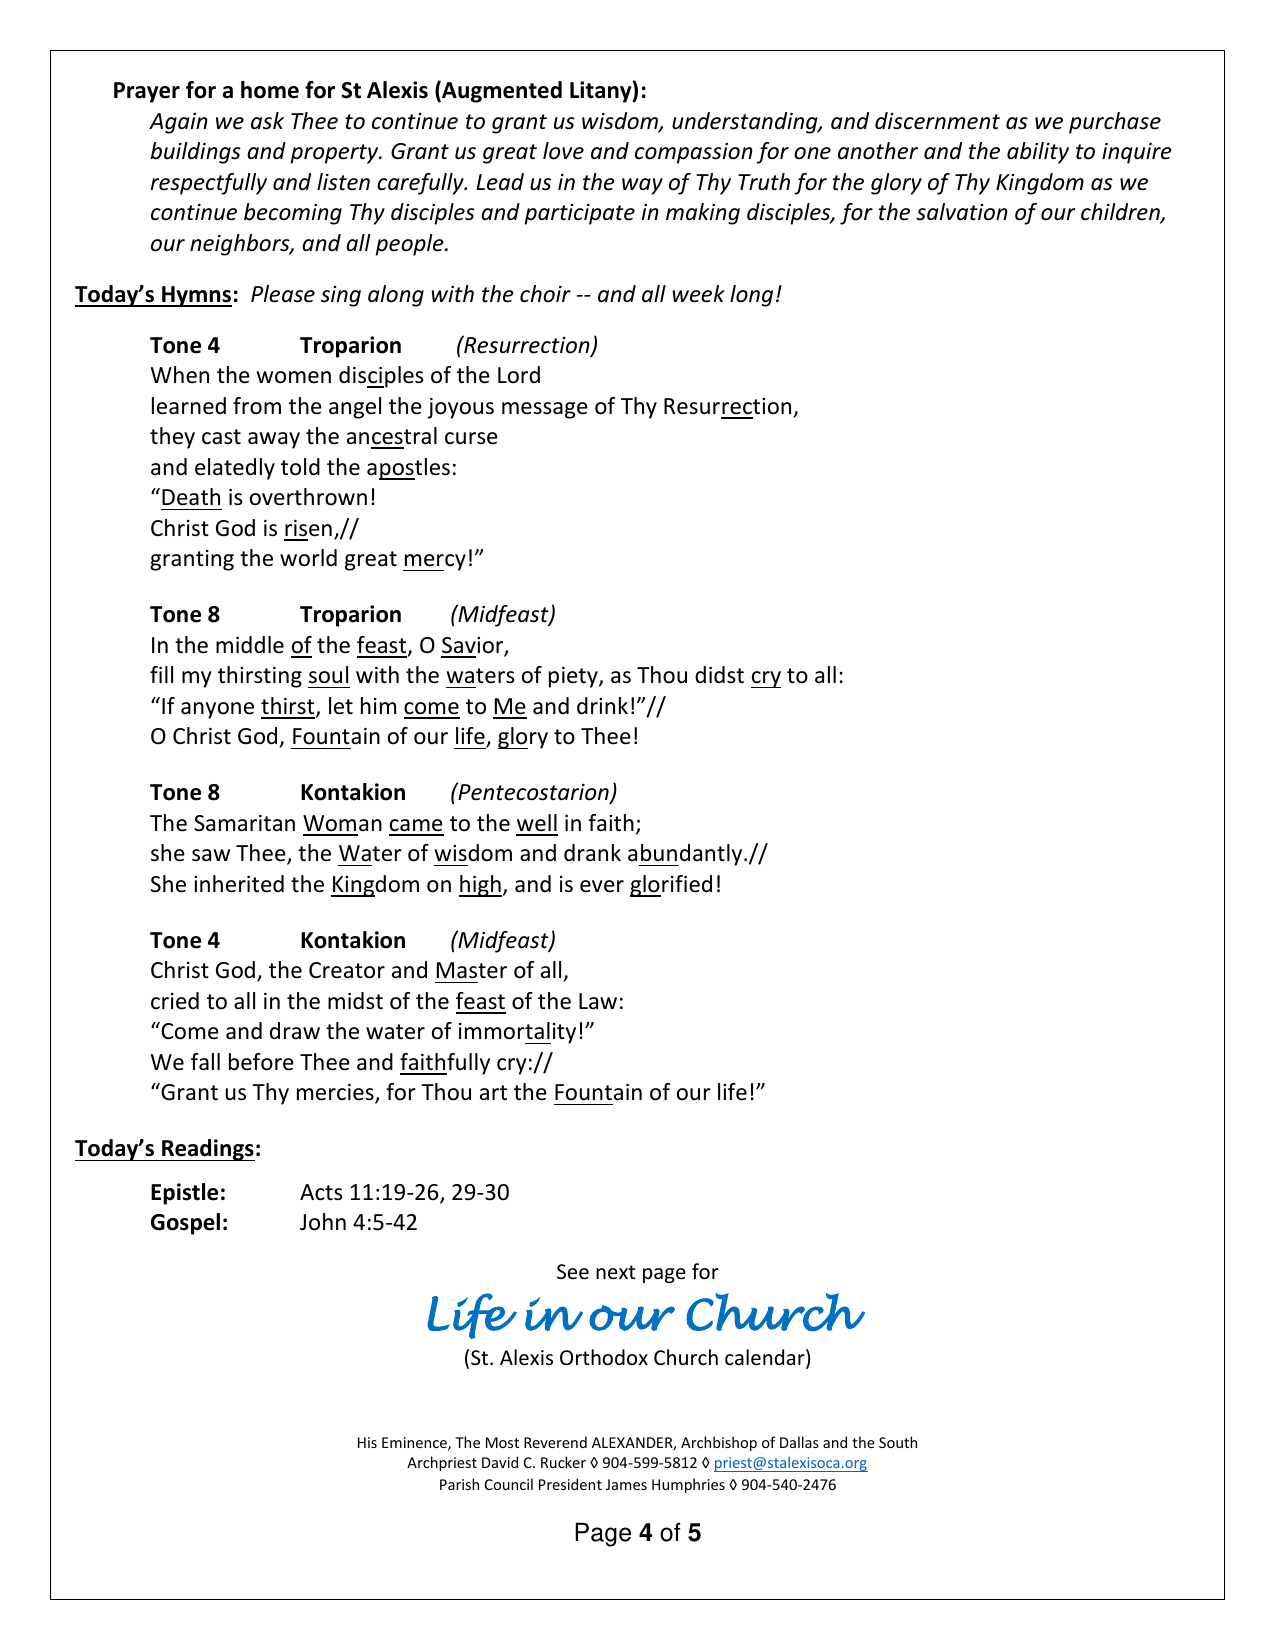 Prayer for a home for St Alexis (Augmented Litany):
Again we ask Thee to continue to grant us wisdom, understanding, and discernment as we purchase
buildings and property. Grant us great love and compassion for one another and the ability to inquire
respectfully and listen carefully. Lead us in the way of Thy Truth for the glory of Thy Kingdom as we
continue becoming Thy disciples and participate in making disciples, for the salvation of our children,
our neighbors, and all people.
Today’s Hymns: Please sing along with the choir -- and all week long!
Tone 4 Troparion (Resurrection)
When the women disciples of the Lord
learned from the angel the joyous message of Thy Resurrection,
they cast away the ancestral curse
and elatedly told the apostles:
“Death is overthrown!
Christ God is risen,//
granting the world great mercy!”
Tone 8 Troparion (Midfeast)
In the middle of the feast, O Savior,
fill my thirsting soul with the waters of piety, as Thou didst cry to all:
“If anyone thirst, let him come to Me and drink!”//
O Christ God, Fountain of our life, glory to Thee!
Tone 8 Kontakion (Pentecostarion)
The Samaritan Woman came to the well in faith;
she saw Thee, the Water of wisdom and drank abundantly.//
She inherited the Kingdom on high, and is ever glorified!
Tone 4 Kontakion (Midfeast)
Christ God, the Creator and Master of all,
cried to all in the midst of the feast of the Law:
“Come and draw the water of immortality!”
We fall before Thee and faithfully cry://
“Grant us Thy mercies, for Thou art the Fountain of our life!”
Today’s Readings:
Epistle: Acts 11:19-26, 29-30
Gospel: John 4:5-42
See next page for
Life in our Church
(St. Alexis Orthodox Church calendar)
His Eminence, The Most Reverend ALEXANDER, Archbishop of Dallas and the South
Archpriest David C. Rucker ◊ 904-599-5812 ◊ priest@stalexisoca.org
Parish Council President James Humphries ◊ 904-540-2476
Page 4 of 5